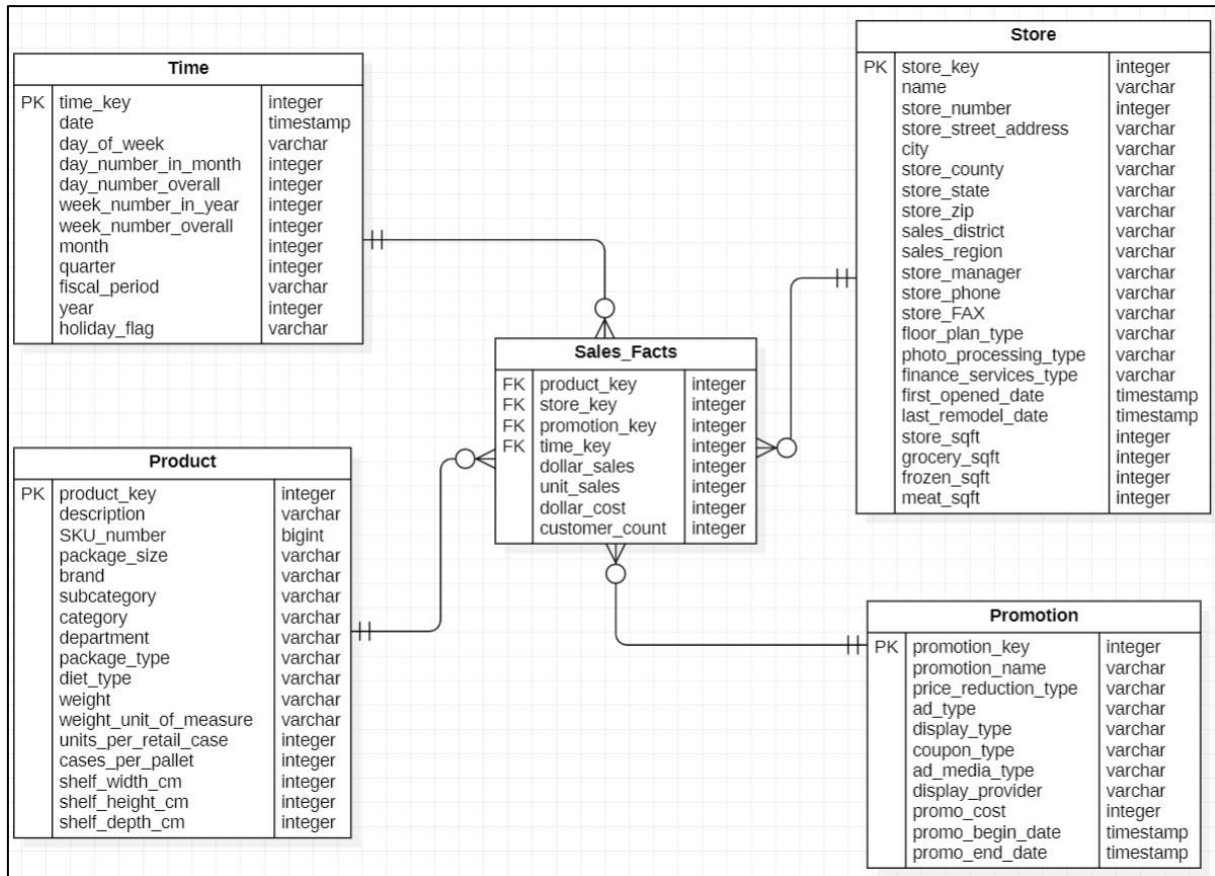 Time
PK time_key integer
date timestamp
day_of_week varchar
day_number_in_month integer
day_number_overall integer
week_number_in_year integer
week_number_overall integer
month integer
quarter integer
fiscal_period varchar
year integer
holiday_flag varchar
Store
PK store_key integer
name varchar
store_number integer
store_street_address varchar
city varchar
store_county varchar
store_state varchar
store_zip varchar
sales_district varchar
sales_region varchar
store_manager varchar
store_phone varchar
store_FAX varchar
floor_plan_type varchar
photo_processing_type varchar
finance_services_type varchar
first_opened_date timestamp
last_remodel_date timestamp
store_sqft integer
grocery_sqft integer
frozen_sqft integer
meat_sqft integer
Sales_Facts
FK product_key integer
FK store_key integer
FK promotion_key integer
FK time_key integer
dollar_sales integer
unit_sales integer
dollar_cost integer
customer_count integer
Product
PK product_key integer
description varchar
SKU_number bigint
package_size varchar
brand varchar
subcategory varchar
category varchar
department varchar
package_type varchar
diet_type varchar
weight varchar
weight_unit_of_measure varchar
units_per_retail_case integer
cases_per_pallet integer
shelf_width_cm integer
shelf_height_cm integer
shelf_depth_cm integer
Promotion
PK promotion_key integer
promotion_name varchar
price_reduction_type varchar
ad_type varchar
display_type varchar
coupon_type varchar
ad_media_type varchar
display_provider varchar
promo_cost integer
promo_begin_date timestamp
promo_end_date timestamp